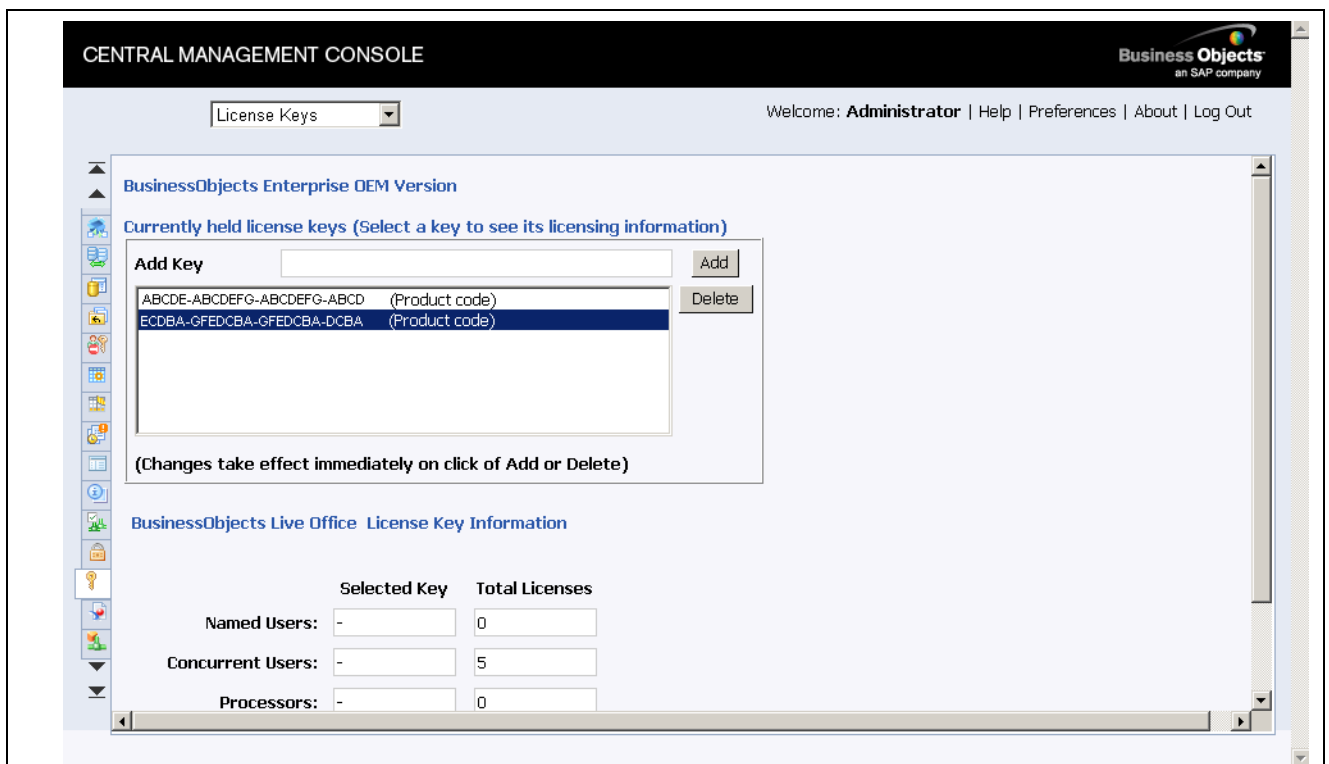 CENTRAL MANAGEMENT CONSOLE
Business Objects
an SAP company
License Keys
Welcome: Administrator | Help | Preferences | About | Log Out
BusinessObjects Enterprise OEM Version
Currently held license keys (Select a key to see its licensing information)
Add Key
Add
ABCDE-ABCDEFG-ABCDEFG-ABCD (Product code)
Delete
ECDBA-GFEDCBA-GFEDCBA-DCBA (Product code)
(Changes take effect immediately on click of Add or Delete)
BusinessObjects Live Office License Key Information
Selected Key Total Licenses
Named Users: - 0
Concurrent Users: - 5
Processors: - 0